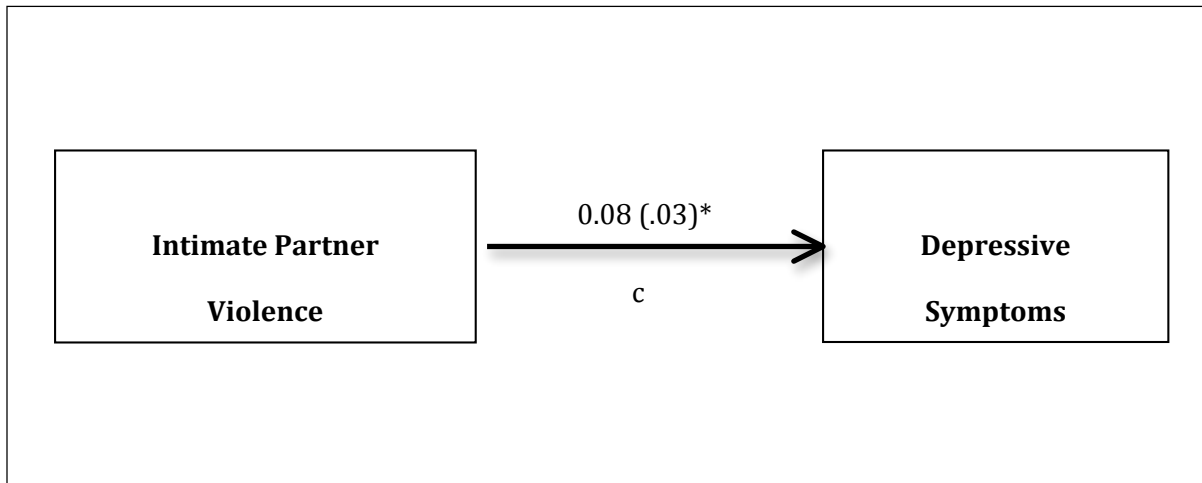 Intimate Partner
Violence
0.08 (.03)*
c
Depressive
Symptoms